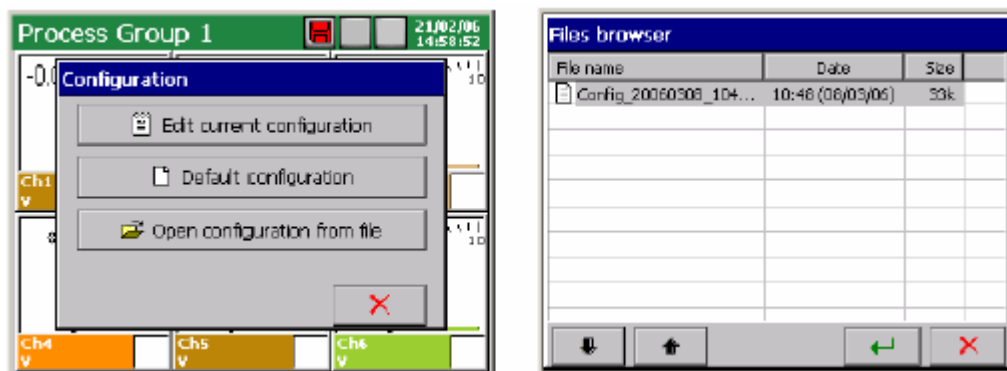 Process Group 1
21/02/06
14:58:52
-0.0
10
Configuration
Edit current configuration
Default configuration
Open configuration from file
Ch1
V
10
Ch4
V
Ch5
V
Ch6
V
Files browser
File name Date Size
Config_20060308_104... 10:48 (08/03/06) 33k